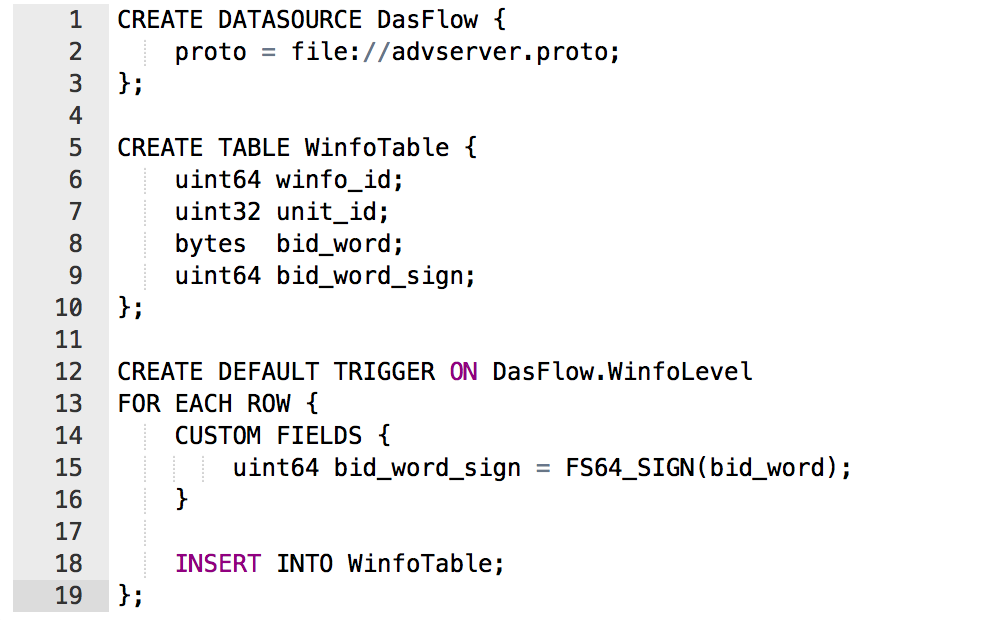 1 CREATE DATASOURCE DasFlow {
2 proto = file://advserver.proto;
3 };
4
5 CREATE TABLE WinfoTable {
6 uint64 winfo_id;
7 uint32 unit_id;
8 bytes  bid_word;
9 uint64 bid_word_sign;
10 };
11
12 CREATE DEFAULT TRIGGER ON DasFlow.WinfoLevel
13 FOR EACH ROW {
14 CUSTOM FIELDS {
15 uint64 bid_word_sign = FS64_SIGN(bid_word);
16 }
17
18 INSERT INTO WinfoTable;
19 };